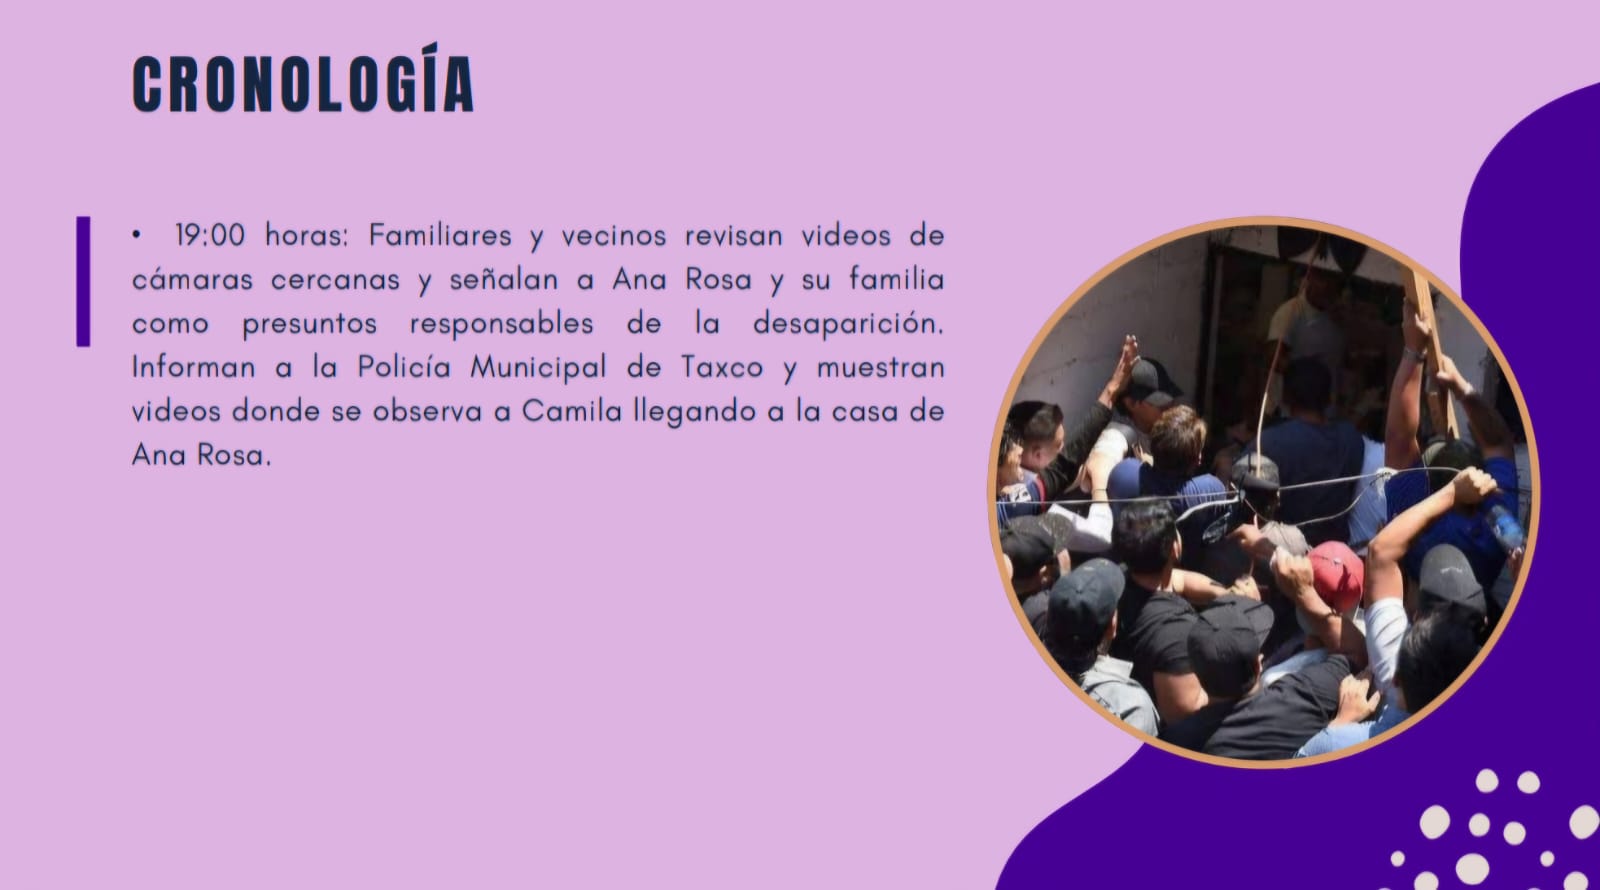 CRONOLOGÍA
• 19:00 horas: Familiares y vecinos revisan videos de
cámaras cercanas y señalan a Ana Rosa y su familia
como presuntos responsables de la desaparición.
Informan a la Policía Municipal de Taxco y muestran
videos donde se observa a Camila llegando a la casa de
Ana Rosa.